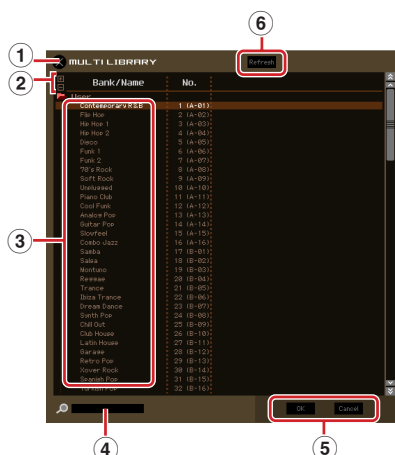 6
1
MULTI LIBRARY
Refresh
2
Bank/Name No.
User
Contemporary R&B 1 (A-01)
Flip Hop 2 (A-02)
Hip Hop 1 3 (A-03)
Hip Hop 2 4 (A-04)
Disco 5 (A-05)
Funk 1 6 (A-06)
Funk 2 7 (A-07)
70's Rock 8 (A-08)
Soft Rock 9 (A-09)
Unplugged 10 (A-10)
Piano Club 11 (A-11)
Cool Funk 12 (A-12)
Analog Pop 13 (A-13)
Guitar Pop 14 (A-14)
3
Slowfeel 15 (A-15)
Combo Jazz 16 (A-16)
Samba 17 (B-01)
Salsa 18 (B-02)
Montuno 19 (B-03)
Reggae 20 (B-04)
Trance 21 (B-05)
Ibiza Trance 22 (B-06)
Dream Dance 23 (B-07)
Synth Pop 24 (B-08)
Chill Out 25 (B-09)
Club House 26 (B-10)
Latin House 27 (B-11)
Garage 28 (B-12)
Retro Pop 29 (B-13)
Xover Rock 30 (B-14)
Spanish Pop 31 (B-15)
Turkish Pop 32 (B-16)
OK Cancel
4
5